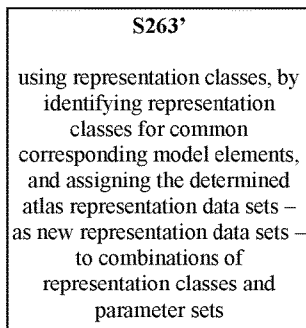 S263’
using representation classes, by
identifying representation
classes for common
corresponding model elements,
and assigning the determined
atlas representation data sets –
as new representation data sets –
to combinations of
representation classes and
parameter sets